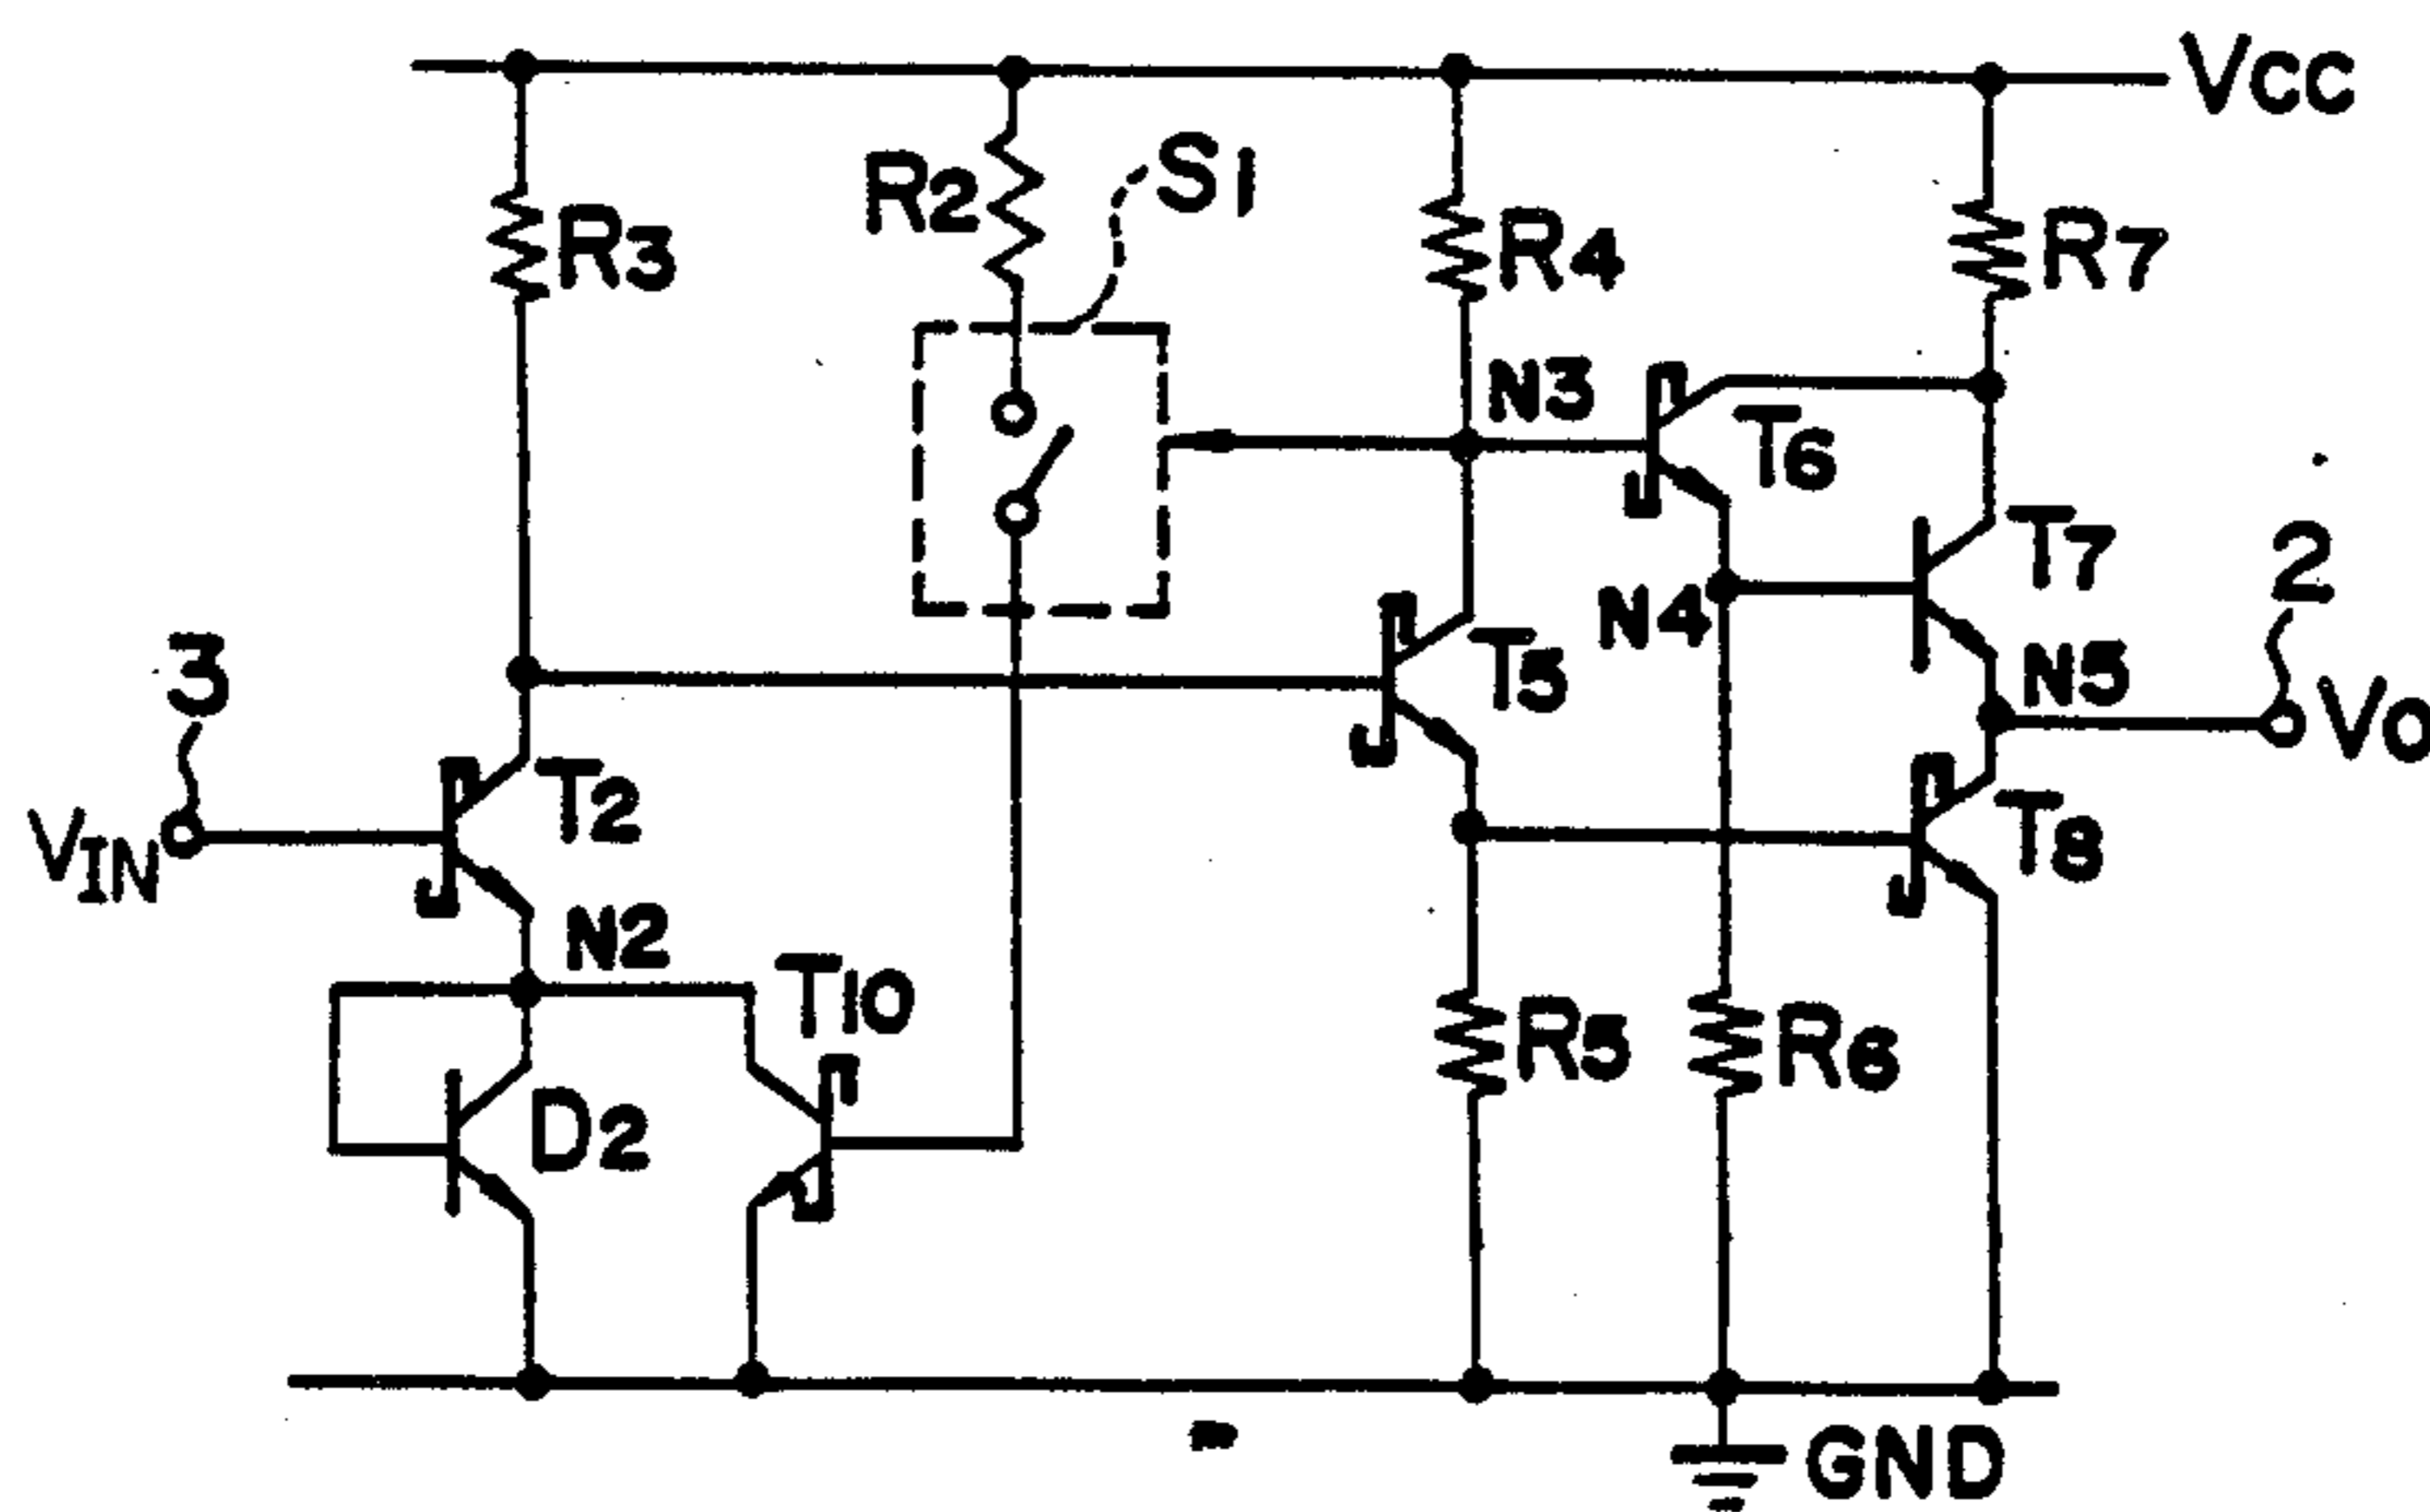 VCC
R3
R2
S1
R4
R7
N3
T6
T7
2
N4
T5
N5
VO
3
VIN
T2
T8
N2
T10
D2
R5
R6
GND